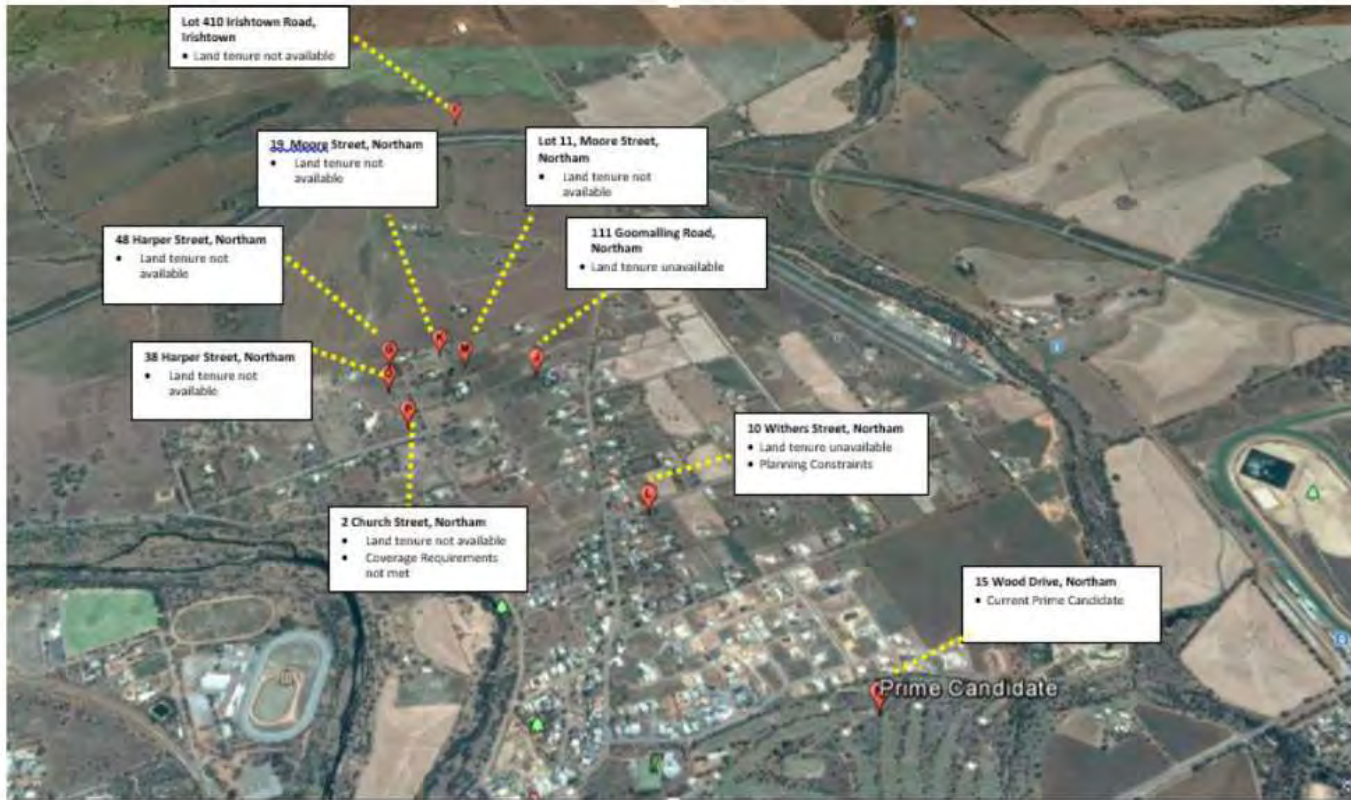 Lot 410 Irishtown Road,
Irishtown
• Land tenure not available
19 Moore Street, Northam
• Land tenure not
available
Lot 11, Moore Street,
Northam
• Land tenure not
available
48 Harper Street, Northam
• Land tenure not
available
111 Goomalling Road,
Northam
• Land tenure unavailable
38 Harper Street, Northam
• Land tenure not
available
10 Withers Street, Northam
• Land tenure unavailable
• Planning Constraints
2 Church Street, Northam
• Land tenure not available
• Coverage Requirements
not met
15 Wood Drive, Northam
• Current Prime Candidate
Prime Candidate
K
M
J
P
L